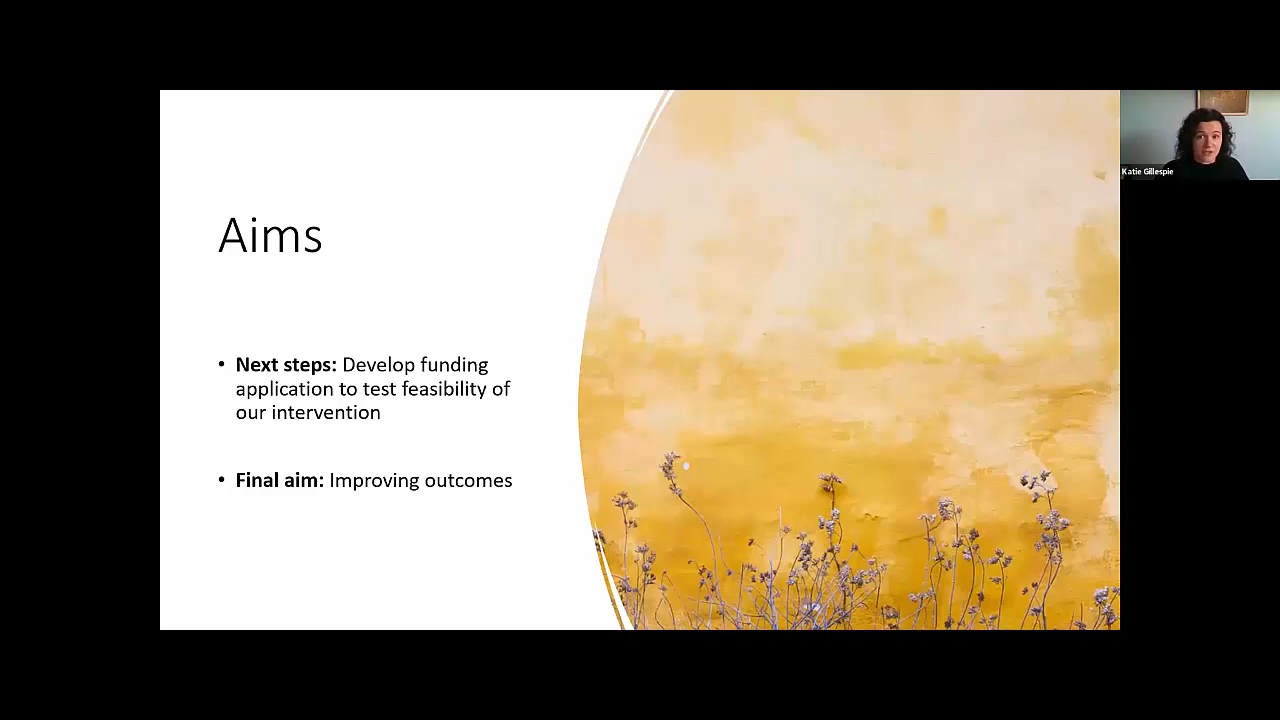 Aims
• Next steps: Develop funding
application to test feasibility of
our intervention
• Final aim: Improving outcomes
Katie Gillespie